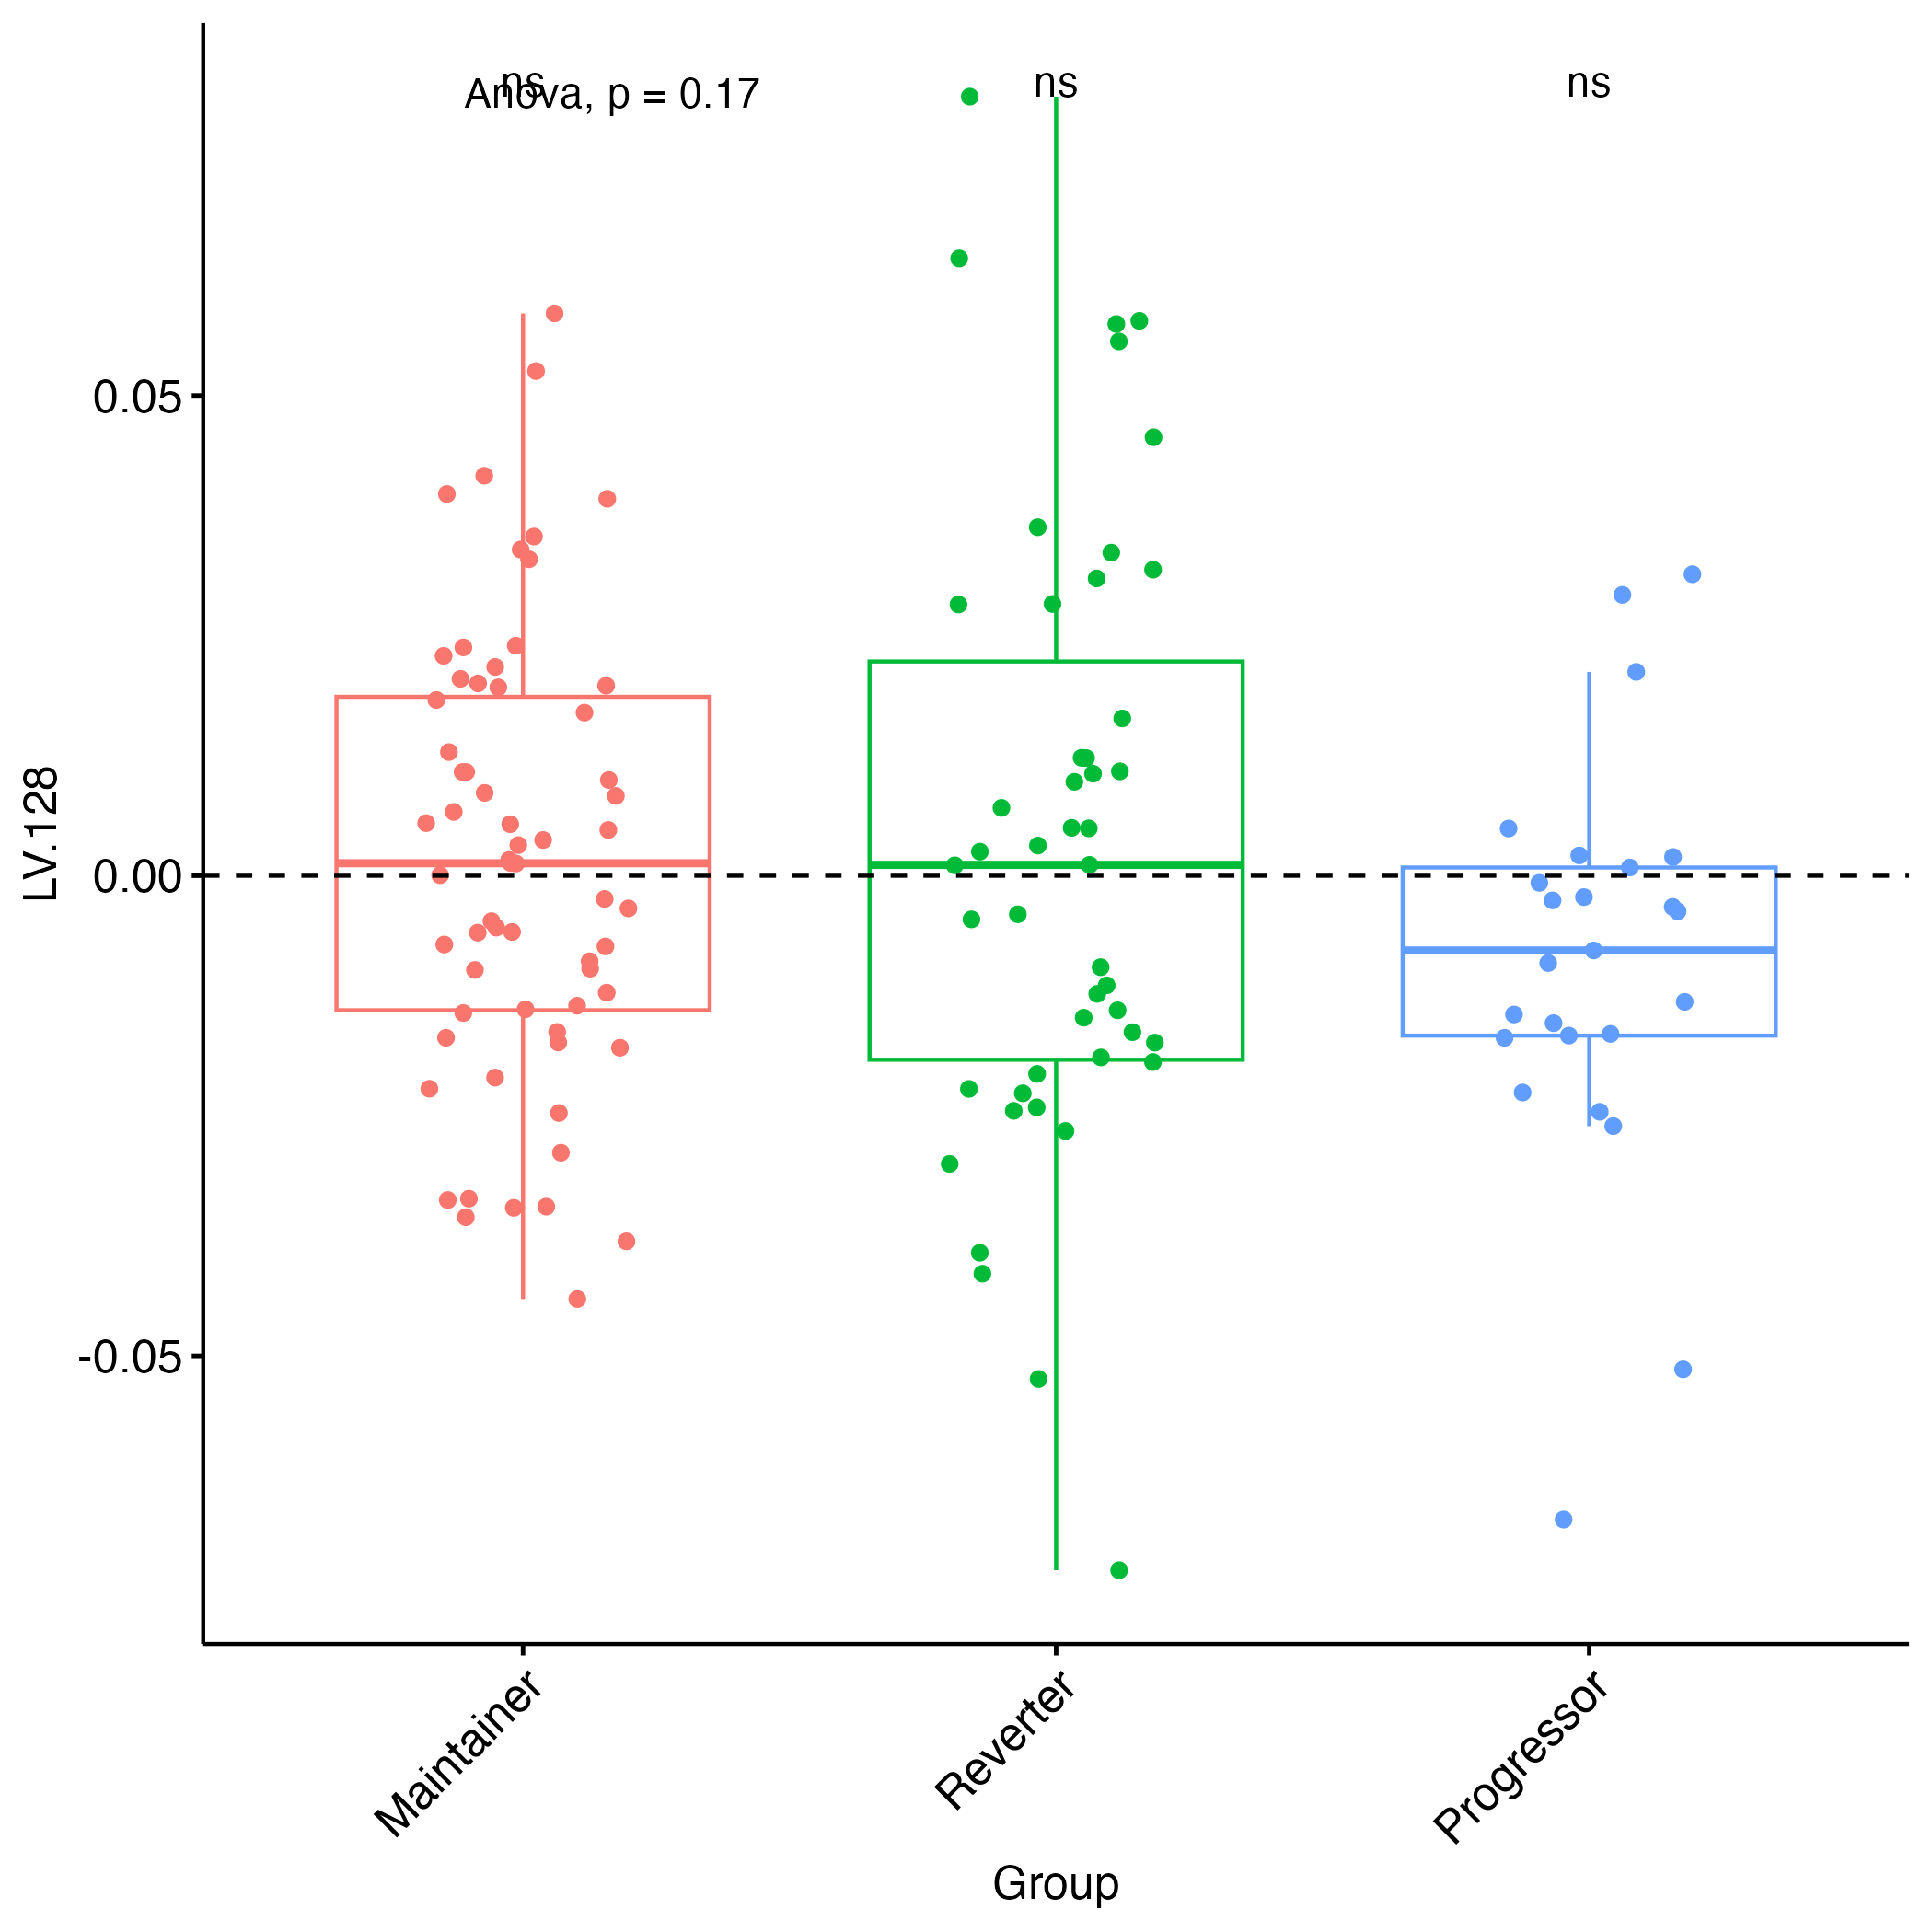 ns
Anova, p = 0.17
ns
ns
0.05
0.00
-0.05
LV.128
Maintainer
Reverter
Progressor
Group